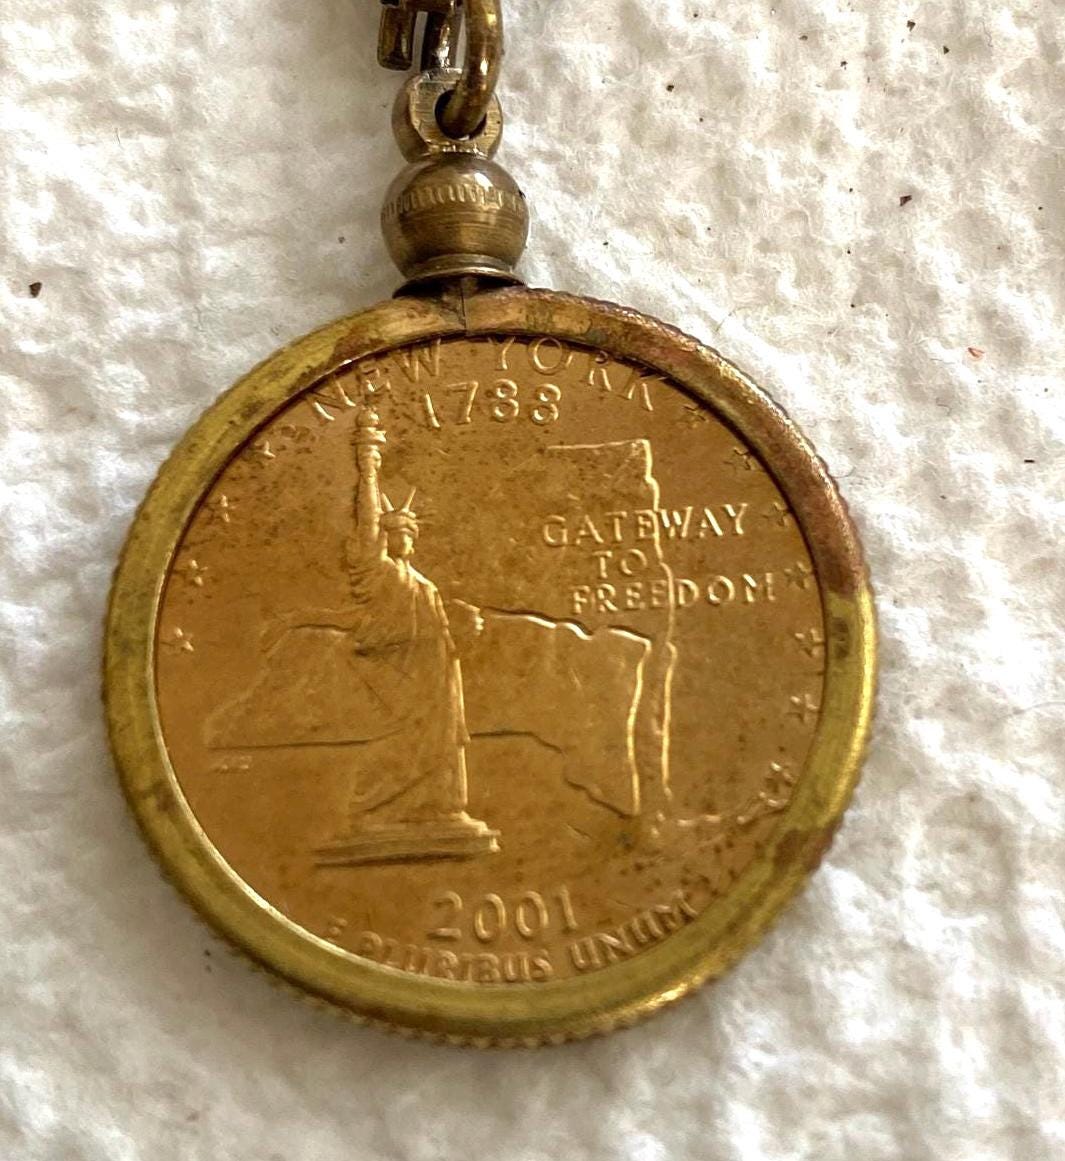 NEW YORK
1788
GATEWAY
TO
FREEDOM
2001
E PLURIBUS UNUM